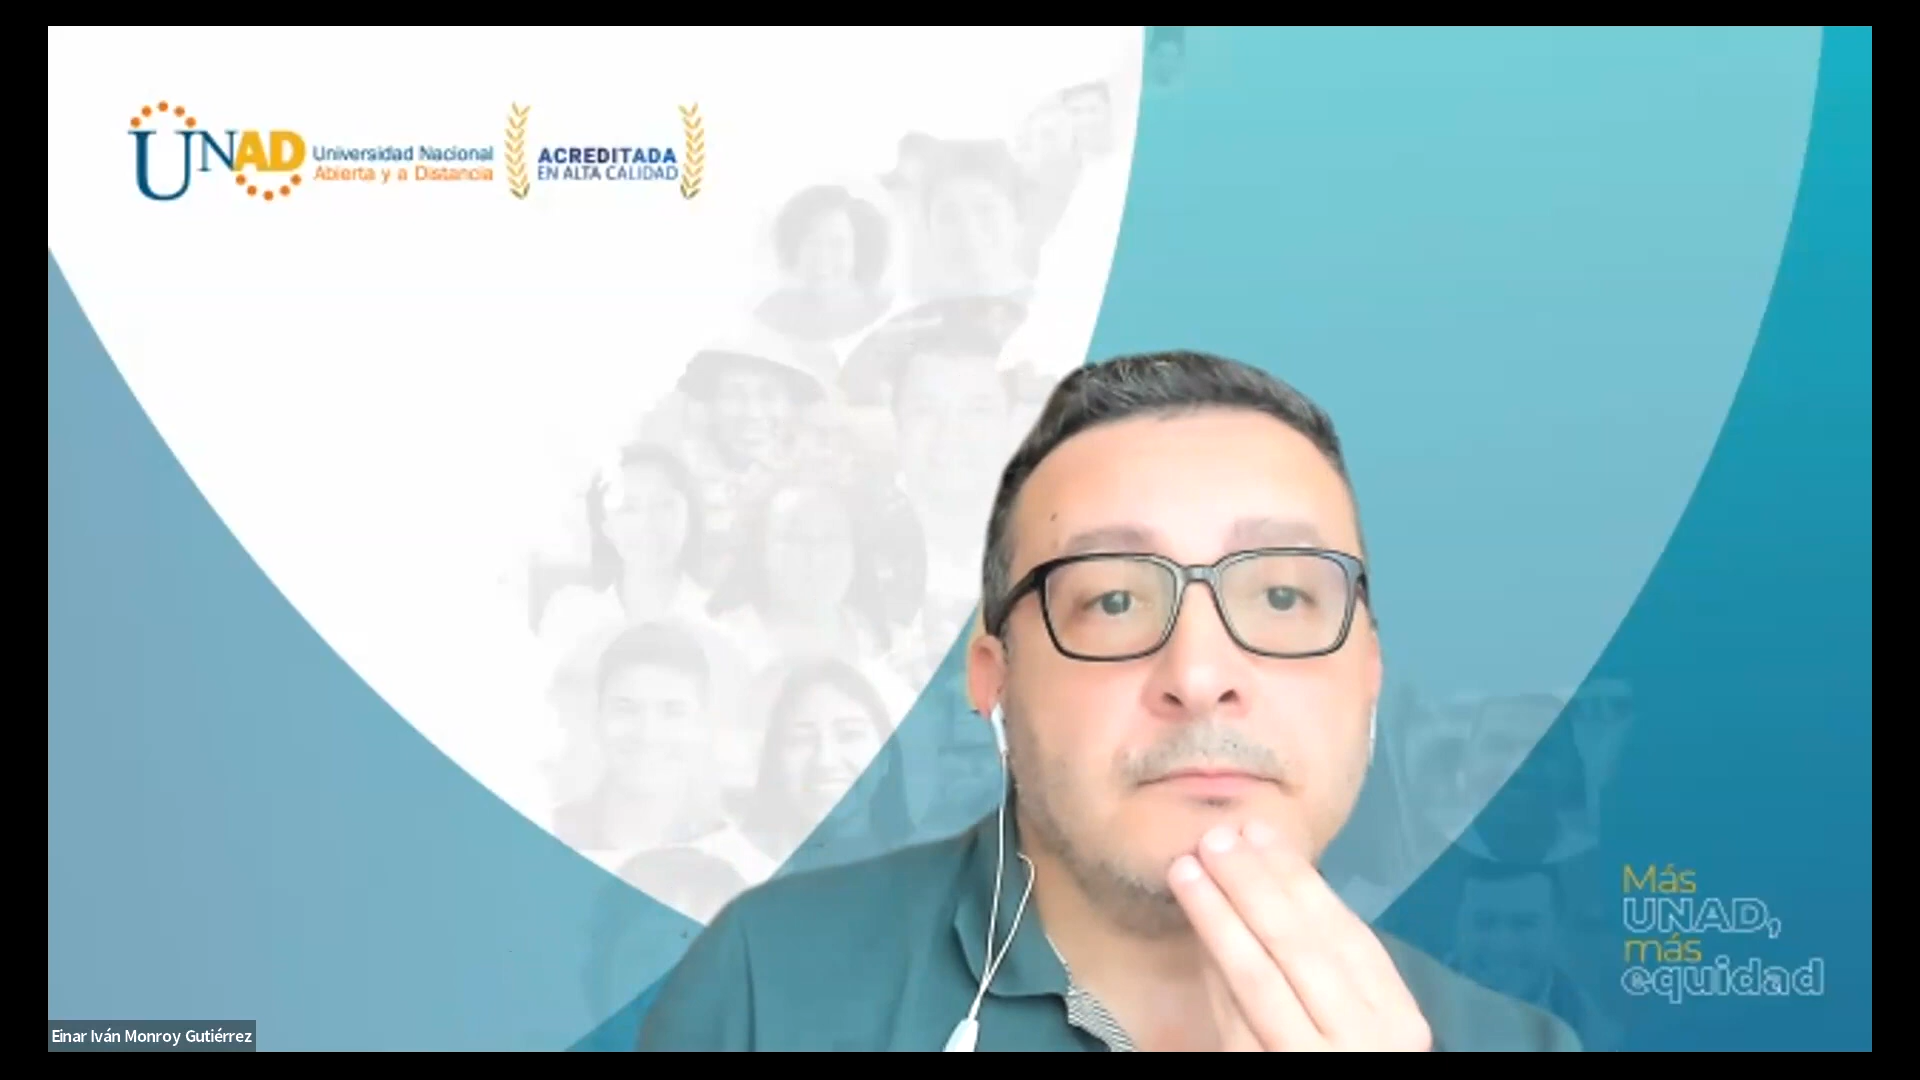 UNAD
Universidad Nacional
Abierta y a Distancia
ACREDITADA
EN ALTA CALIDAD
Más
UNAD,
más
equidad
Einar Iván Monroy Gutiérrez